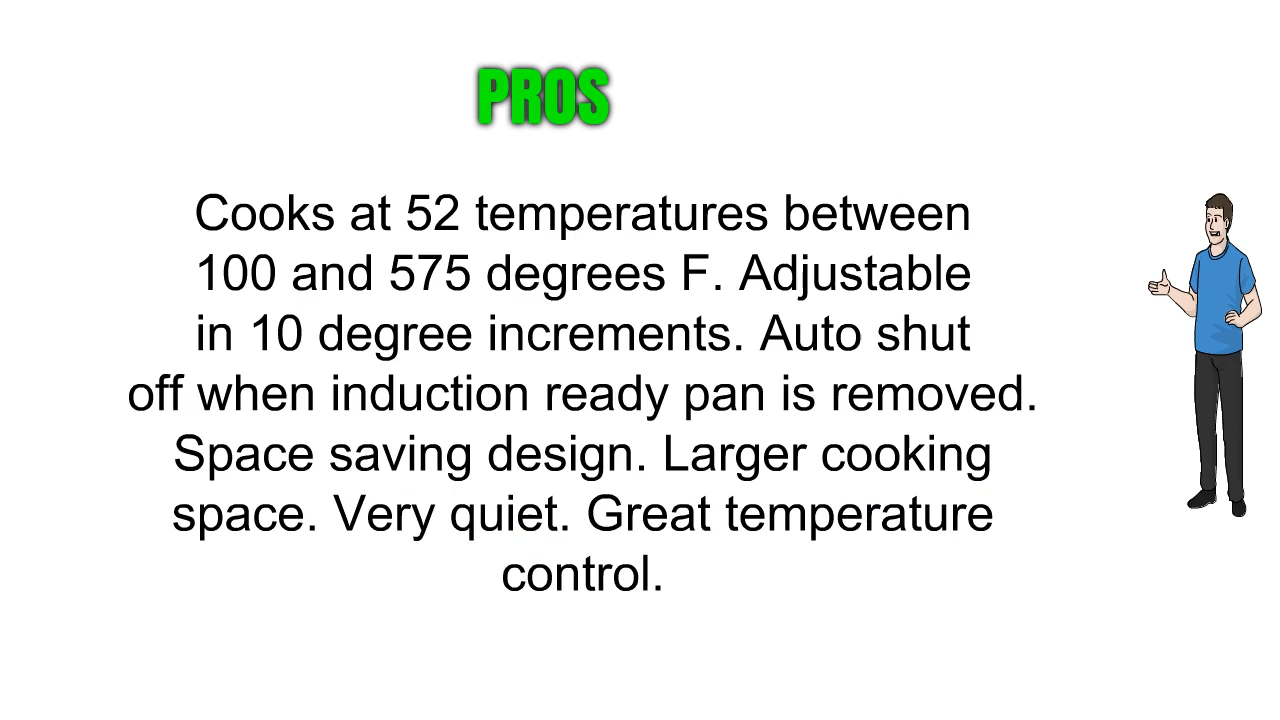 PROS
Cooks at 52 temperatures between
100 and 575 degrees F. Adjustable
in 10 degree increments. Auto shut
off when induction ready pan is removed.
Space saving design. Larger cooking
space. Very quiet. Great temperature
control.